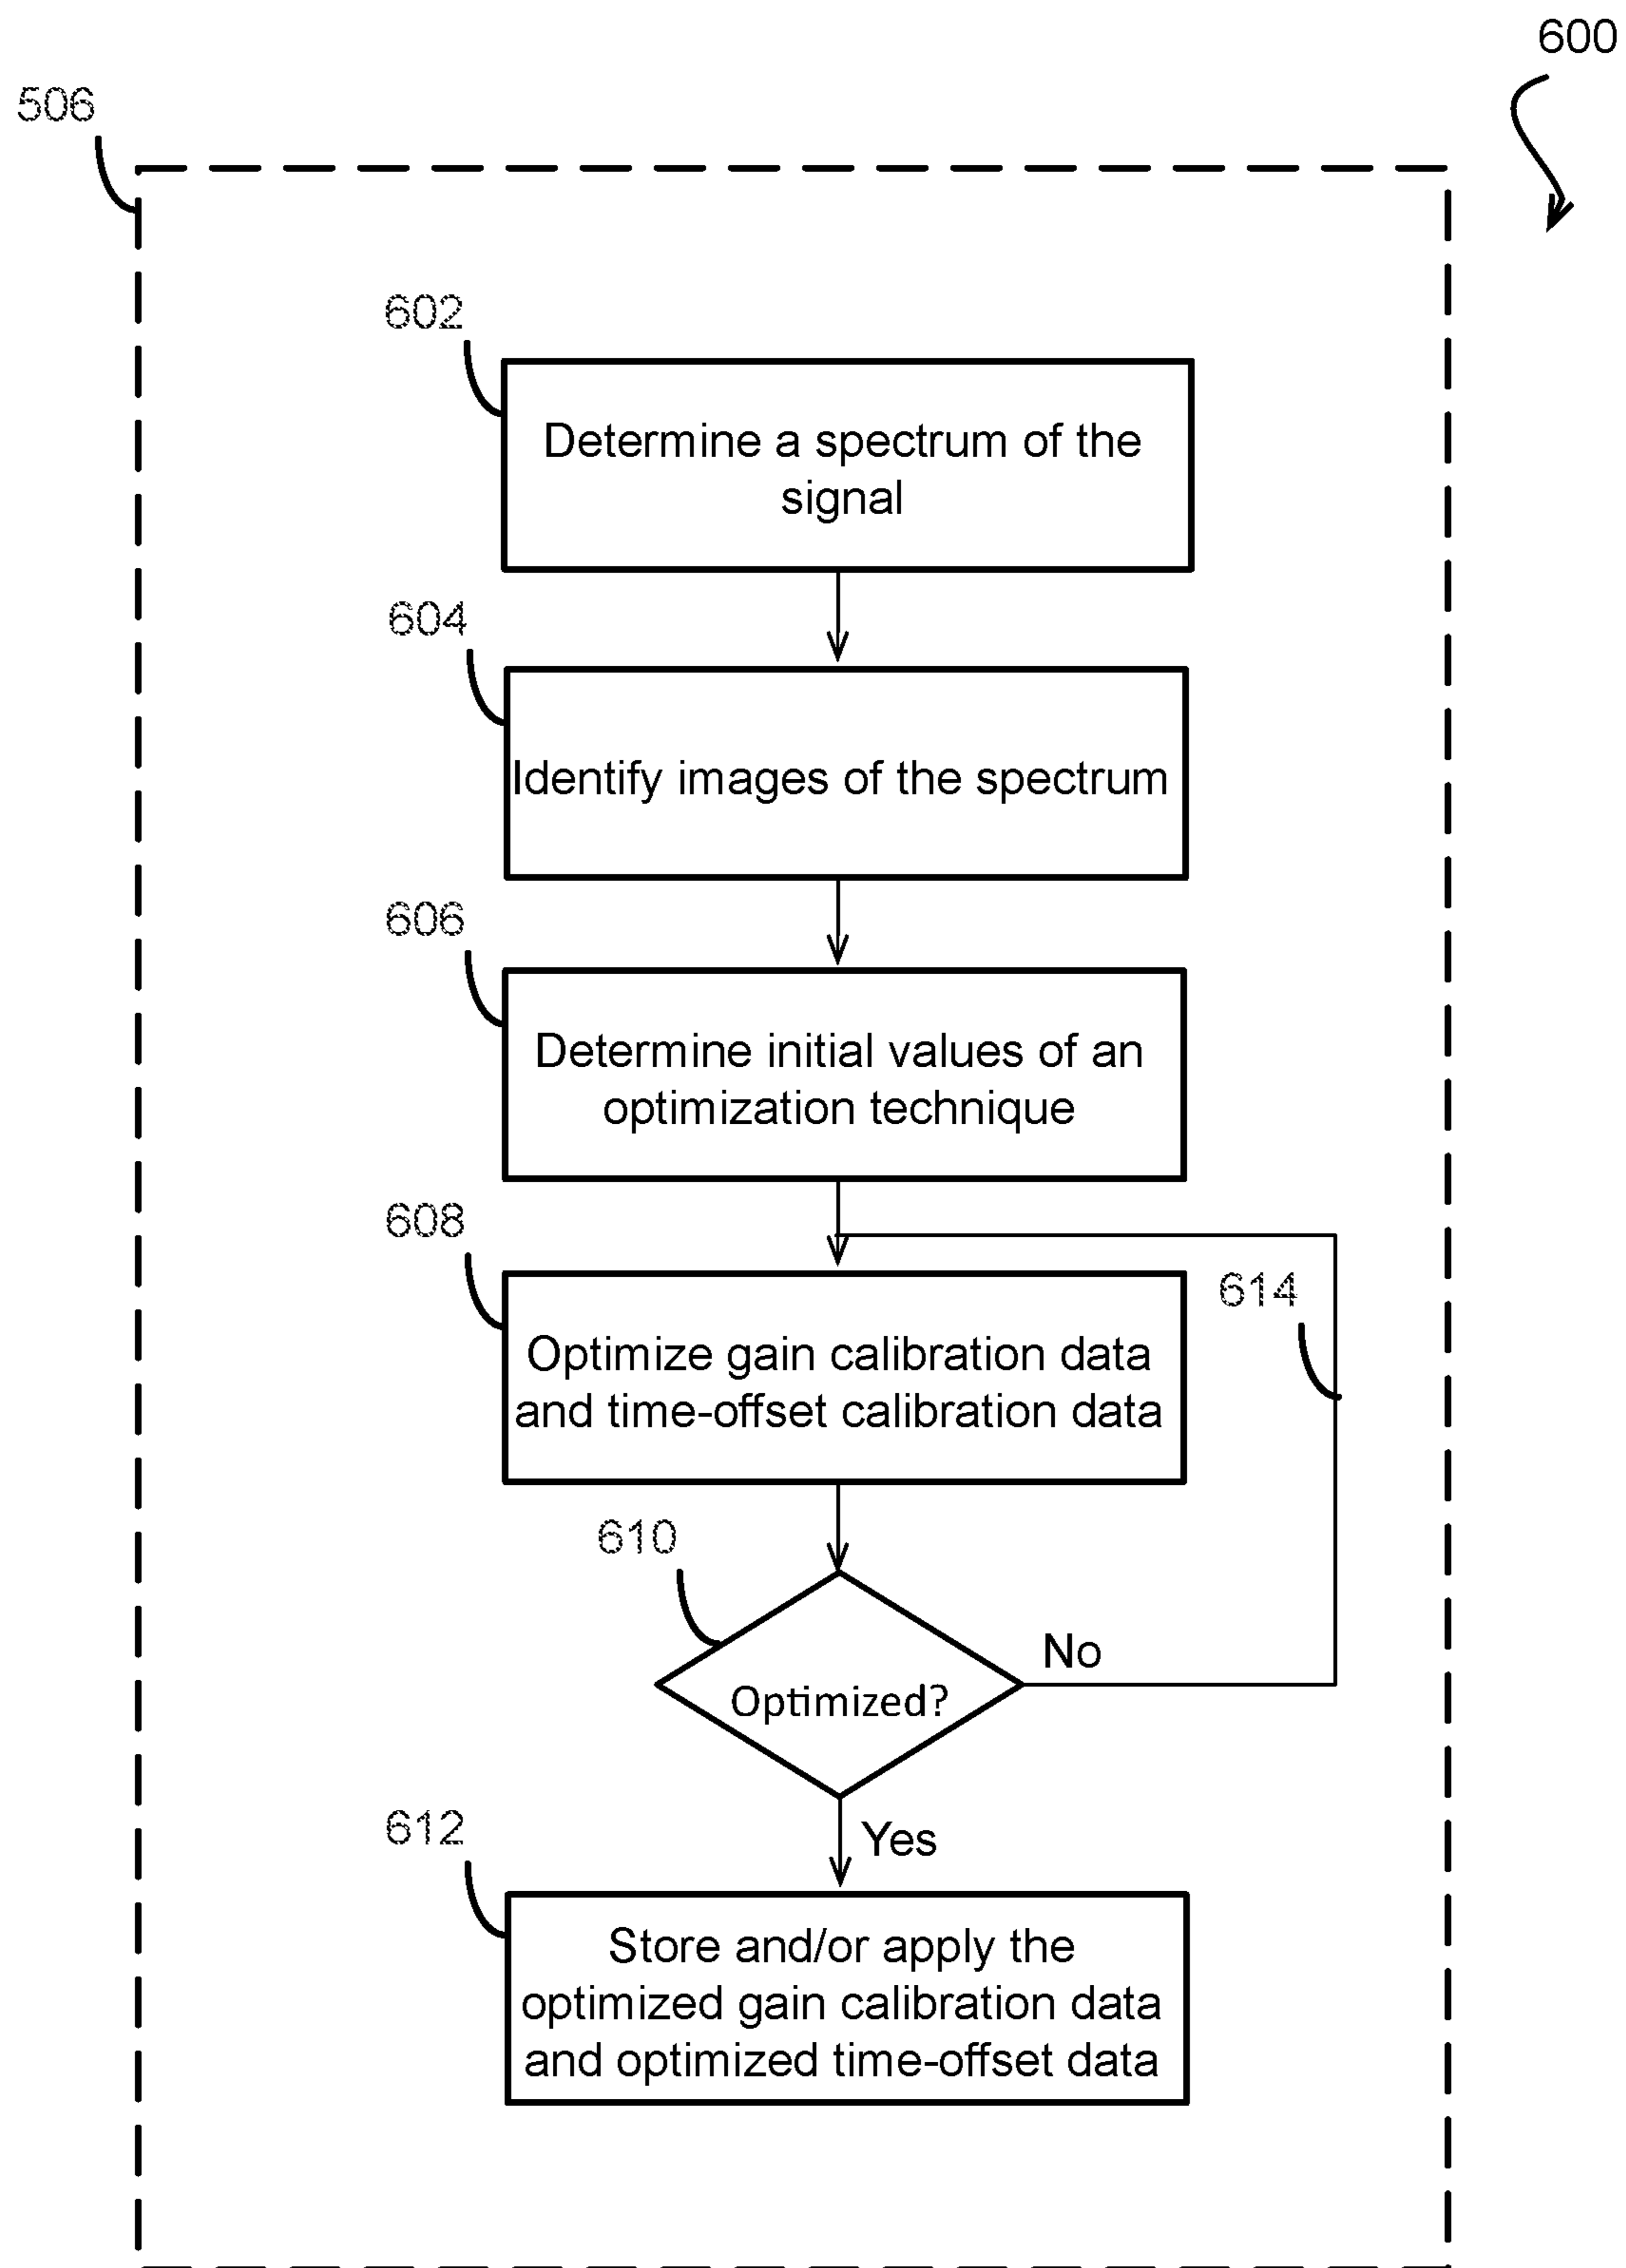 600
506
602
Determine a spectrum of the
signal
604
Identify images of the spectrum
606
Determine initial values of an
optimization technique
608
614
Optimize gain calibration data
and time-offset calibration data
610
No
Optimized?
Yes
612
Store and/or apply the
optimized gain calibration data
and optimized time-offset data